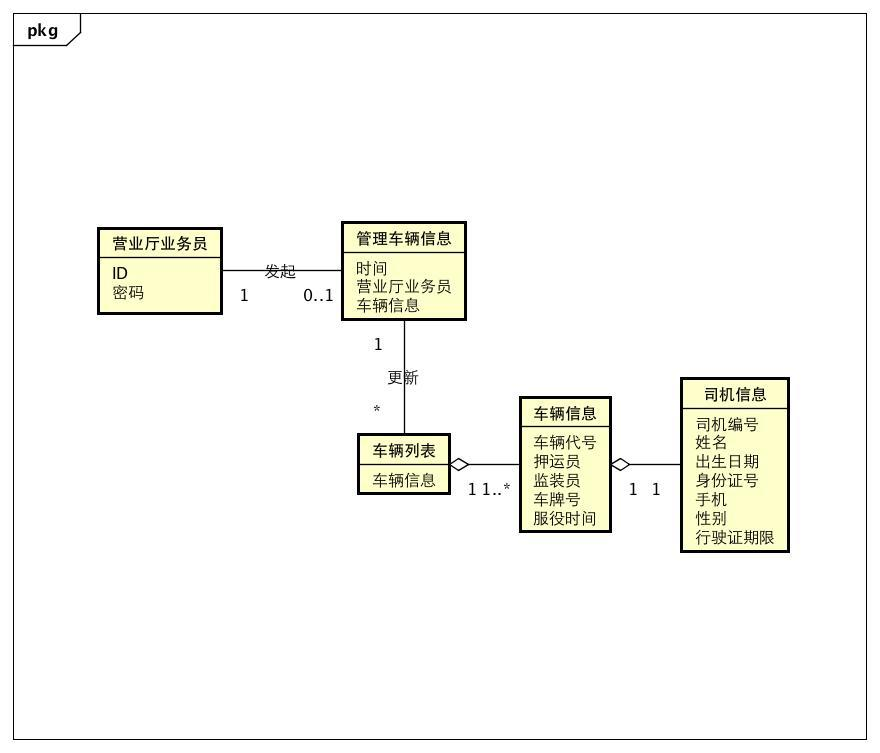 pkg
营业厅业务员
ID
密码
发起
1
0..1
管理车辆信息
时间
营业厅业务员
车辆信息
1
更新
*
车辆列表
车辆信息
1
1..*
车辆信息
车辆代号
押运员
监装员
车牌号
服役时间
1
1
司机信息
司机编号
姓名
出生日期
身份证号
手机
性别
行驶证期限